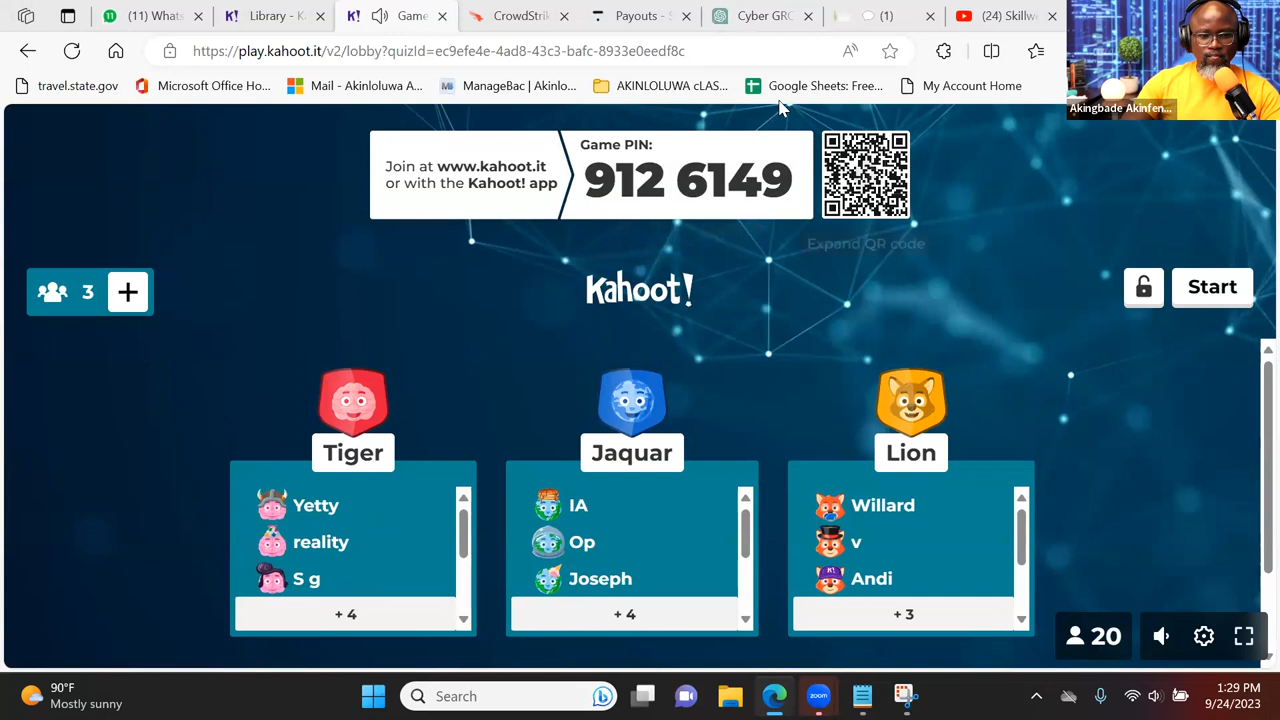 (11) Whats
Library - K
Game
CrowdStrik
Payouts - S
Cyber GRC
(1)
(24) Skillw
https://play.kahoot.it/v2/lobby?quizId=ec9efe4e-4ad8-43c3-bafc-8933e0eedf8c
travel.state.gov
Microsoft Office Ho...
Mail - Akinloluwa A...
ManageBac | Akinlo...
AKINLOLUWA cLAS...
Google Sheets: Free...
My Account Home
Akingbade Akinfen...
Join at www.kahoot.it
or with the Kahoot! app
Game PIN:
912 6149
Expand QR code
3
Kahoot!
Start
Tiger
Yetty
reality
S g
+ 4
Jaquar
IA
Op
Joseph
+ 4
Lion
Willard
v
Andi
+ 3
20
90°F
Mostly sunny
Search
1:29 PM
9/24/2023